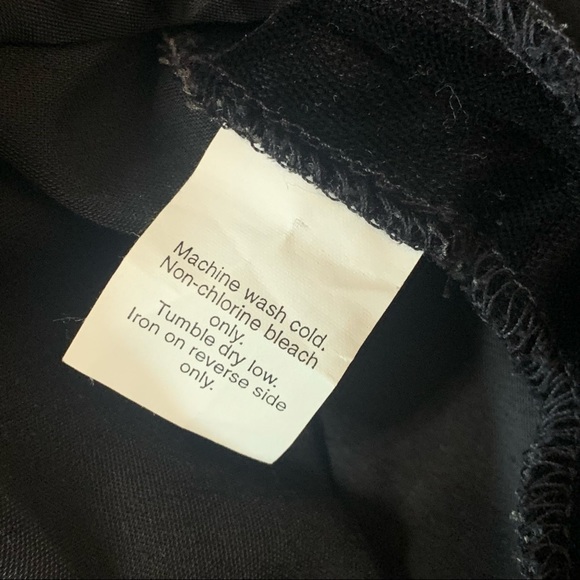 Machine wash cold.
Non-chlorine bleach
only.
Tumble dry low.
Iron on reverse side
only.